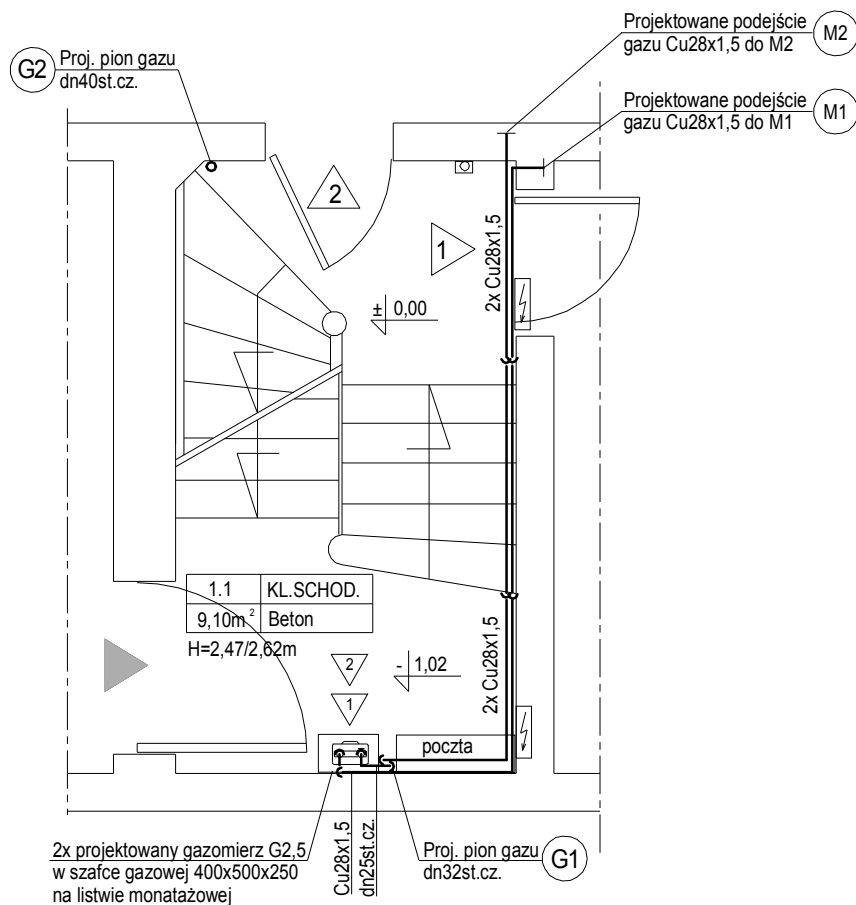 Projektowane podejście
gazu Cu28x1,5 do M2
M2
G2
Proj. pion gazu
dn40st.cz.
Projektowane podejście
gazu Cu28x1,5 do M1
M1
2
1
2x Cu28x1,5
± 0,00
1.1 KL.SCHOD.
9,10m² Beton
H=2,47/2,62m
2
- 1,02
1
2x Cu28x1,5
poczta
2x projektowany gazomierz G2,5
w szafce gazowej 400x500x250
na listwie monatażowej
Cu28x1,5
dn25st.cz.
Proj. pion gazu
dn32st.cz.
G1